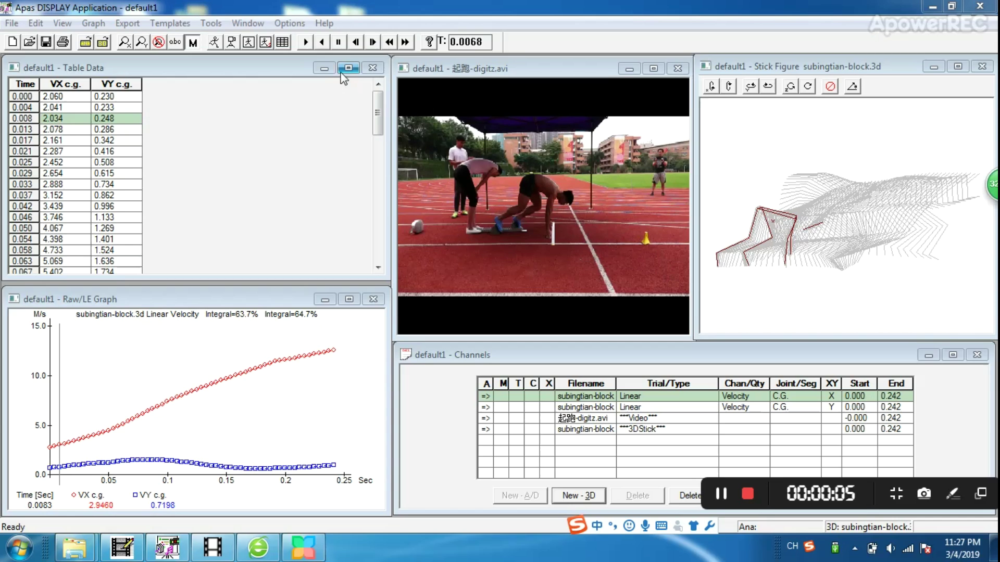 Apas DISPLAY Application - default1
File Edit View Graph Export Templates Tools Window Options Help
ApowerREC
abc M T: 0.0068
default1 - Table Data
Time VX c.g. VY c.g.
0.000 2.060 0.230
0.004 2.041 0.233
0.008 2.034 0.248
0.013 2.078 0.286
0.017 2.161 0.342
0.021 2.287 0.416
0.025 2.452 0.508
0.029 2.654 0.615
0.033 2.888 0.734
0.037 3.152 0.862
0.042 3.439 0.996
0.046 3.746 1.133
0.050 4.067 1.269
0.054 4.398 1.401
0.058 4.733 1.524
0.063 5.069 1.636
0.067 5.402 1.734
default1 - 起跑-digitz.avi
default1 - Stick Figure subingtian-block.3d
32
default1 - Raw/LE Graph
M/s subingtian-block.3d Linear Velocity Integral=63.7% Integral=64.7%
15.0
10.0
5.0
0.0
0.05 0.1 0.15 0.2 0.25 Sec
Time [Sec] VX c.g. VY c.g.
0.0083 2.9460 0.7198
default1 - Channels
A M T C X Filename Trial/Type Chan/Qty Joint/Seg XY Start End
=> subingtian-block Linear Velocity C.G. X 0.000 0.242
=> subingtian-block Linear Velocity C.G. Y 0.000 0.242
=> 起跑-digitz.avi ***Video*** -0.000 0.242
=> subingtian-block ***3DStick*** 0.000 0.242
New - A/D New - 3D Delete Delete
00:00:05
Ready
中
Ana: 3D: subingtian-block.:
CH
11:27 PM
3/4/2019